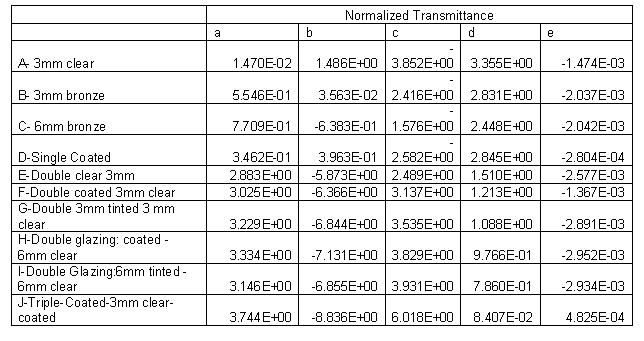 Normalized Transmittance
a b c d e
A- 3mm clear 1.470E-02 1.486E+00 -3.852E+00 3.355E+00 -1.474E-03
B- 3mm bronze 5.546E-01 3.563E-02 -2.416E+00 2.831E+00 -2.037E-03
C- 6mm bronze 7.709E-01 -6.383E-01 -1.576E+00 2.448E+00 -2.042E-03
D-Single Coated 3.462E-01 3.963E-01 -2.582E+00 2.845E+00 -2.804E-04
E-Double clear 3mm 2.883E+00 -5.873E+00 2.489E+00 1.510E+00 -2.577E-03
F-Double coated 3mm clear 3.025E+00 -6.366E+00 3.137E+00 1.213E+00 -1.367E-03
G-Double 3mm tinted 3 mm
clear 3.229E+00 -6.844E+00 3.535E+00 1.088E+00 -2.891E-03
H-Double glazing: coated -
6mm clear 3.334E+00 -7.131E+00 3.829E+00 9.766E-01 -2.952E-03
I-Double Glazing:6mm tinted -
6mm clear 3.146E+00 -6.855E+00 3.931E+00 7.860E-01 -2.934E-03
J-Triple-Coated-3mm clear-
coated 3.744E+00 -8.836E+00 6.018E+00 8.407E-02 4.825E-04